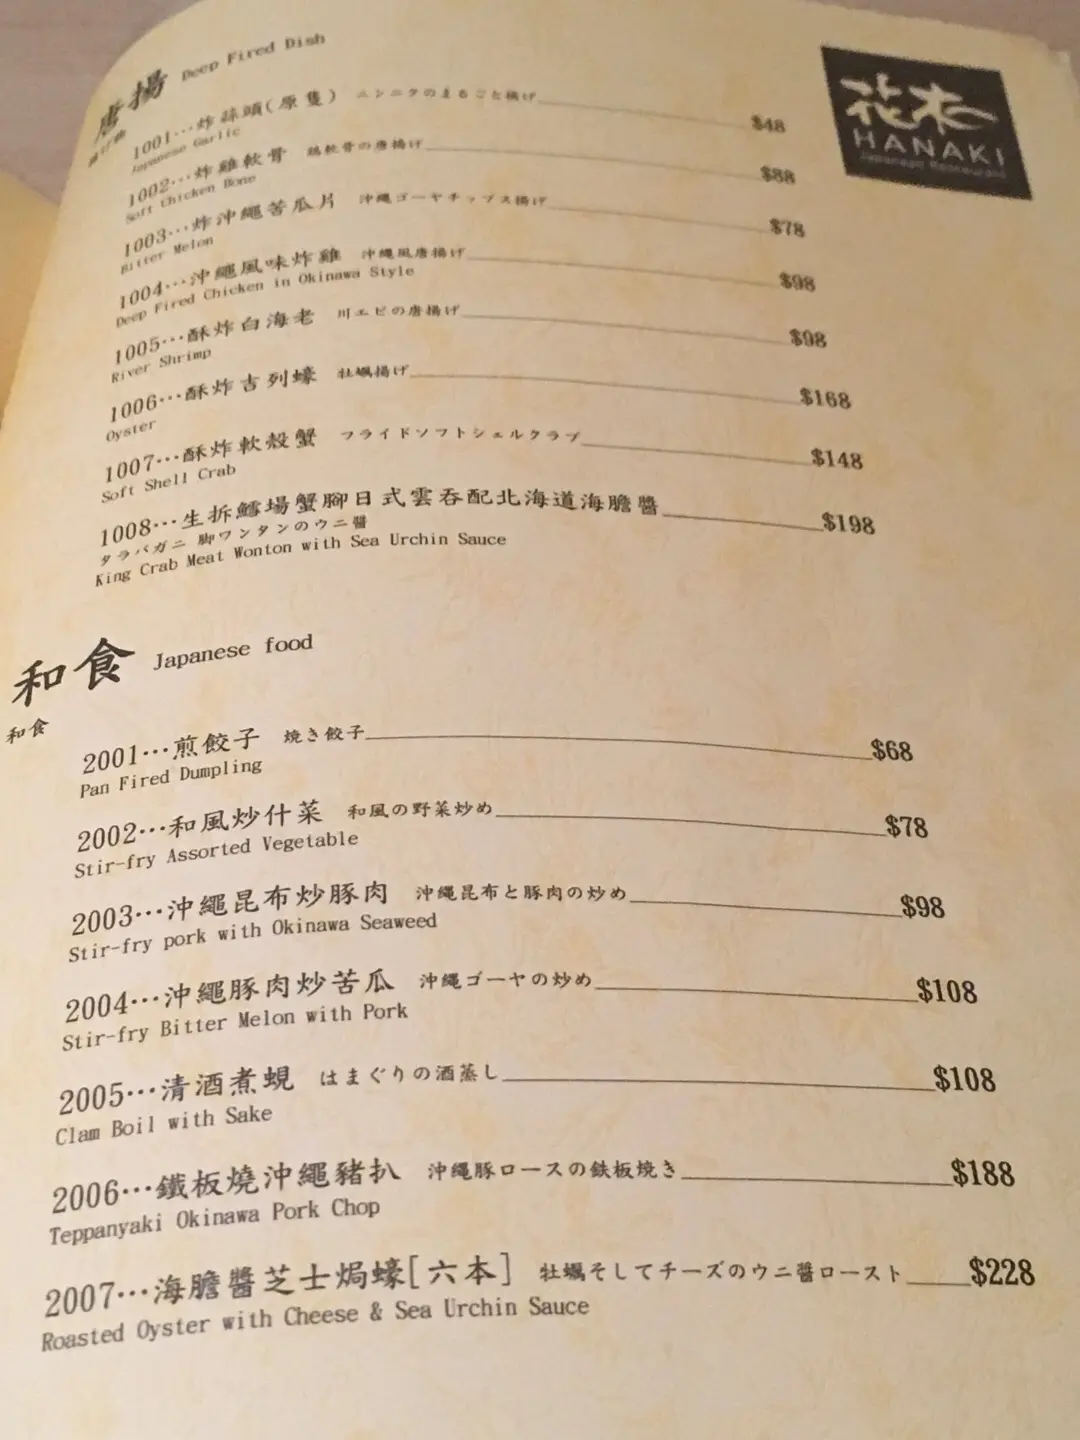 唐揚 Deep Fired Dish
揚げ物
花木
HANAKI
Japanese Restaurant
1001…炸蒜頭(原隻) ニンニクのまるごと揚げ $48
Japanese Garlic
1002…炸雞軟骨 鶏軟骨の唐揚げ $88
Soft Chicken Bone
1003…炸沖繩苦瓜片 沖縄ゴーヤチップス揚げ $78
Bitter Melon
1004…沖繩風味炸雞 沖縄風唐揚げ $98
Deep Fired Chicken in Okinawa Style
1005…酥炸白海老 川エビの唐揚げ $98
River Shrimp
1006…酥炸吉列蠔 牡蠣揚げ $168
Oyster
1007…酥炸軟殼蟹 フライドソフトシェルクラブ $148
Soft Shell Crab
1008…生拆鱈場蟹腳日式雲吞配北海道海膽醬 $198
タラバガニ 脚ワンタンのウニ醤
King Crab Meat Wonton with Sea Urchin Sauce
和食 Japanese food
和食
2001…煎餃子 焼き餃子 $68
Pan Fired Dumpling
2002…和風炒什菜 和風の野菜炒め $78
Stir-fry Assorted Vegetable
2003…沖繩昆布炒豚肉 沖縄昆布と豚肉の炒め $98
Stir-fry pork with Okinawa Seaweed
2004…沖繩豚肉炒苦瓜 沖縄ゴーヤの炒め $108
Stir-fry Bitter Melon with Pork
2005…清酒煮蜆 はまぐりの酒蒸し $108
Clam Boil with Sake
2006…鐵板燒沖繩豬扒 沖縄豚ロースの鉄板焼き $188
Teppanyaki Okinawa Pork Chop
2007…海膽醬芝士焗蠔[六本] 牡蠣そしてチーズのウニ醤ロースト $228
Roasted Oyster with Cheese & Sea Urchin Sauce